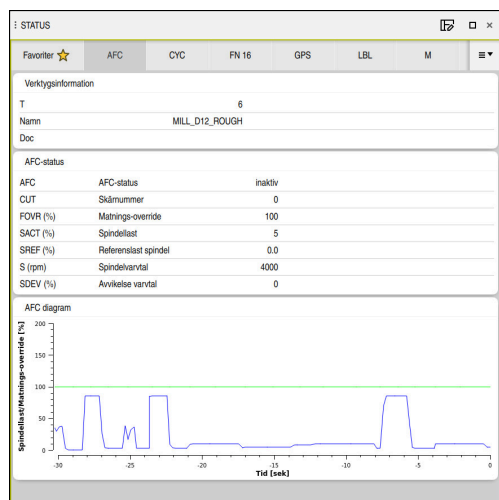 STATUS
Favoriter AFC CYC FN 16 GPS LBL M
Verktygsinformation
T 6
Namn MILL_D12_ROUGH
Doc
AFC-status
AFC AFC-status inaktiv
CUT Skärnummer 0
FOVR (%) Matnings-override 100
SACT (%) Spindellast 5
SREF (%) Referenslast spindel 0.0
S (rpm) Spindelvarvtal 4000
SDEV (%) Avvikelse varvtal 0
AFC diagram
Spindellast/Matnings-override [%]
200
150
100
50
0
-30 -25 -20 -15 -10 -5 0
Tid [sek]